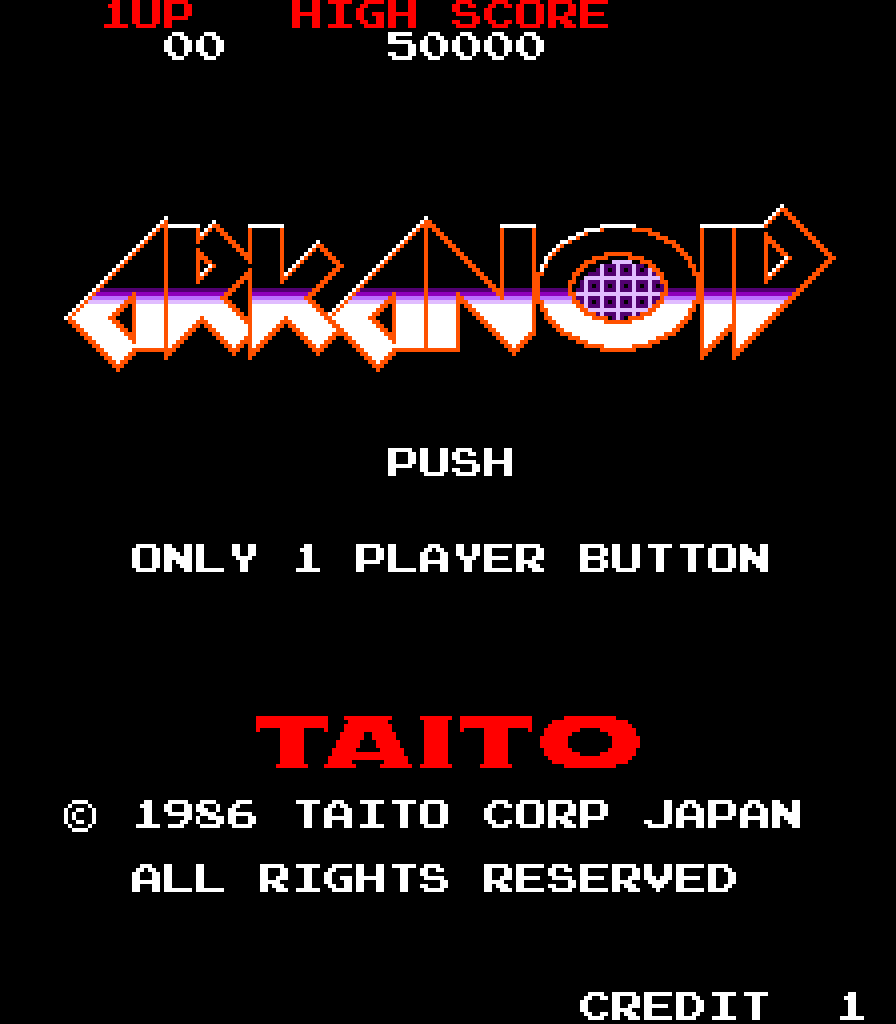 1UP HIGH SCORE
00 50000
ARKANOID
PUSH
ONLY 1 PLAYER BUTTON
TAITO
© 1986 TAITO CORP JAPAN
ALL RIGHTS RESERVED
CREDIT 1